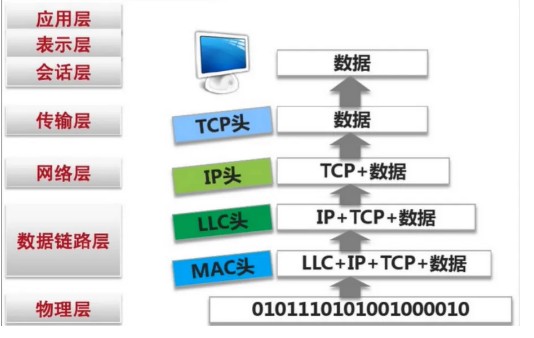 应用层
表示层
会话层
数据
传输层
TCP头
数据
网络层
IP头
TCP+数据
数据链路层
LLC头
IP+TCP+数据
MAC头
LLC+IP+TCP+数据
物理层
0101110101001000010